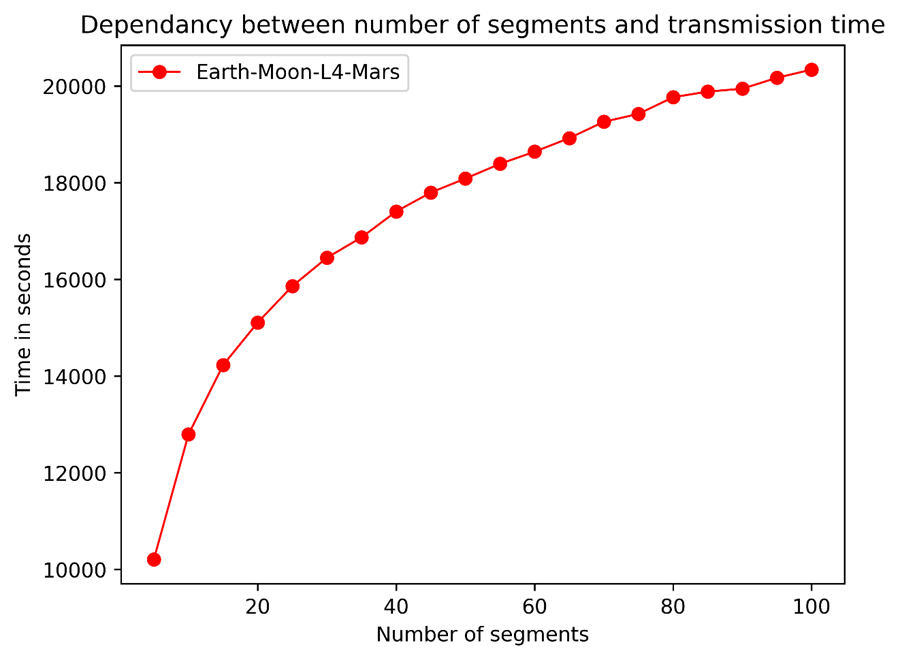 Dependancy between number of segments and transmission time
Earth-Moon-L4-Mars
Time in seconds
20000
18000
16000
14000
12000
10000
20 40 60 80 100
Number of segments